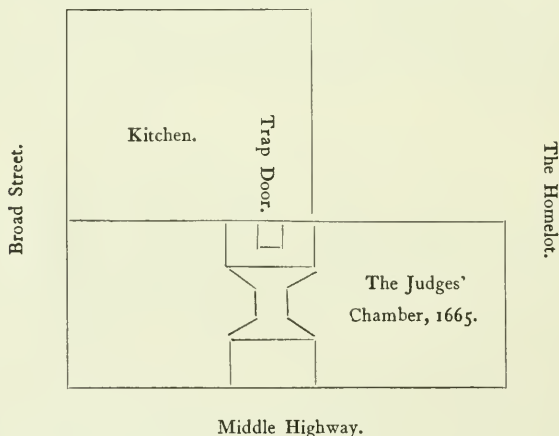 Broad Street.
Kitchen.
Trap Door.
The Homelot.
The Judges'
Chamber, 1665.
Middle Highway.